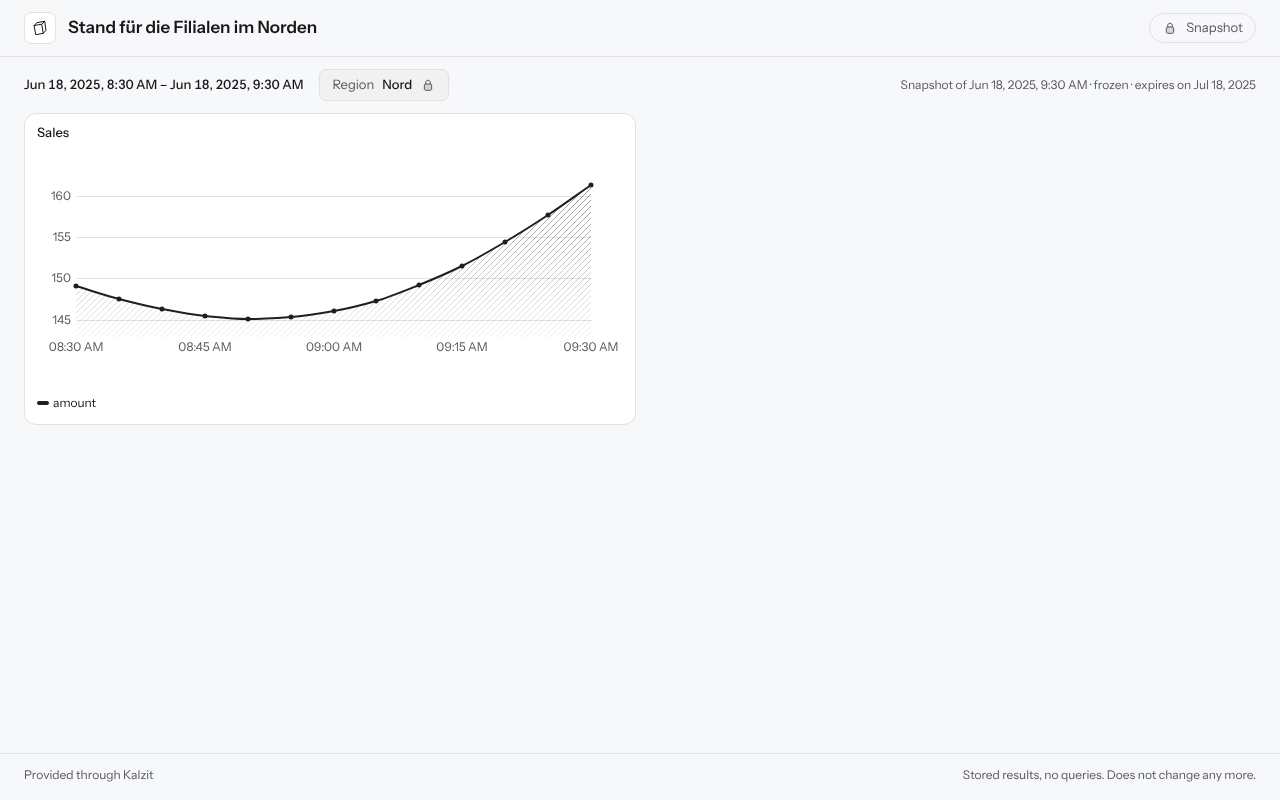 Stand für die Filialen im Norden
Snapshot
Jun 18, 2025, 8:30 AM – Jun 18, 2025, 9:30 AM
Region Nord
Snapshot of Jun 18, 2025, 9:30 AM · frozen · expires on Jul 18, 2025
Sales
160
155
150
145
08:30 AM 08:45 AM 09:00 AM 09:15 AM 09:30 AM
amount
Provided through Kalzit
Stored results, no queries. Does not change any more.